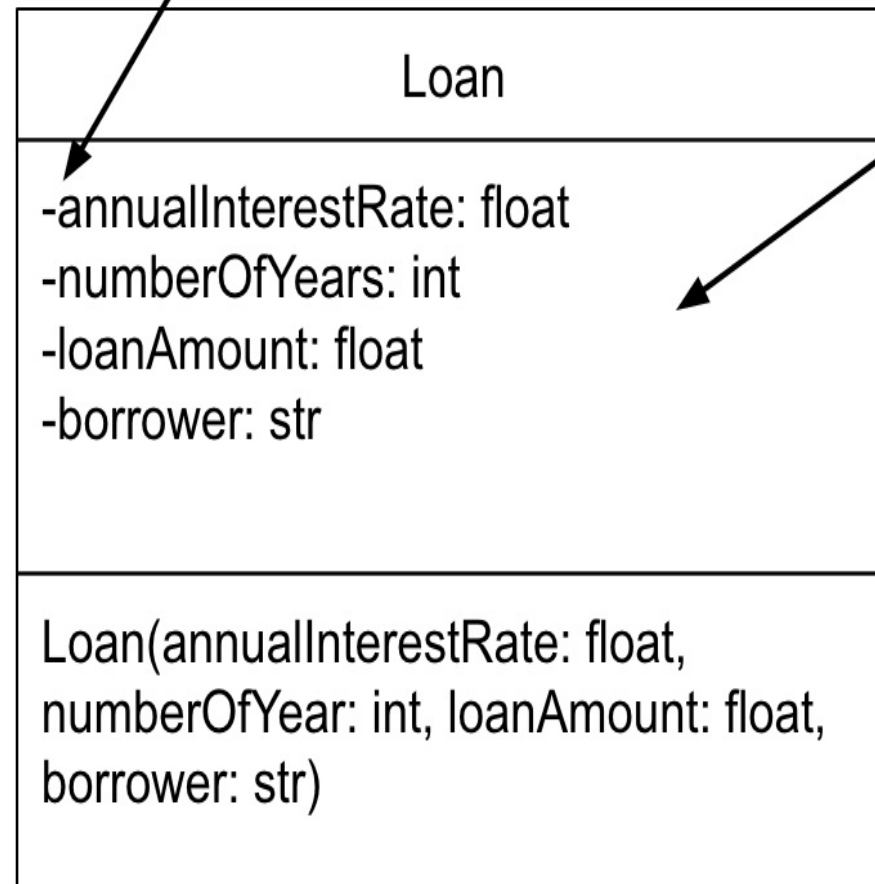 Loan
-annualInterestRate: float
-numberOfYears: int
-loanAmount: float
-borrower: str
Loan(annualInterestRate: float,
numberOfYear: int, loanAmount: float,
borrower: str)